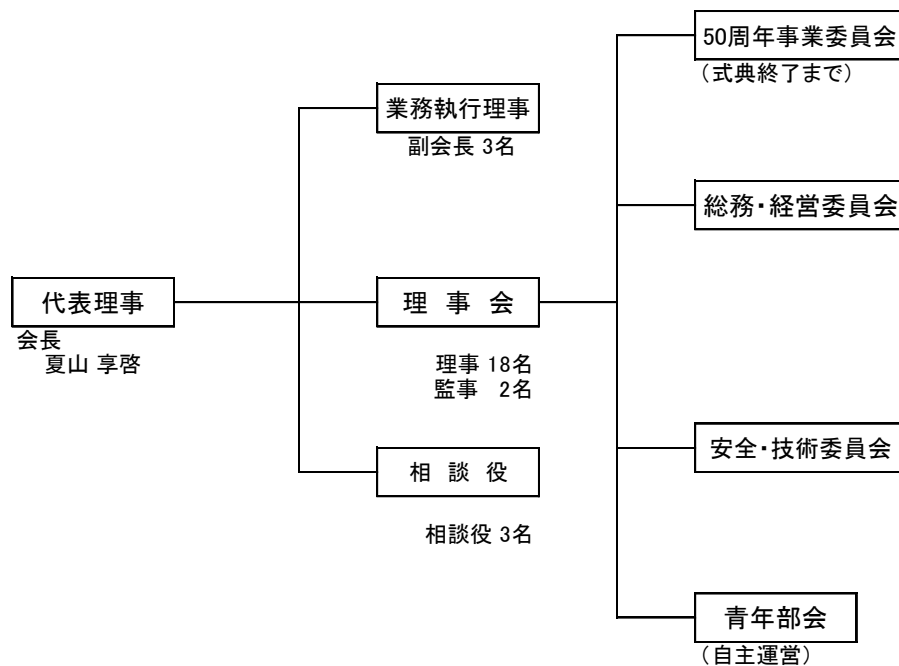 代表理事
会長
夏山 享啓
業務執行理事
副会長 3名
理 事 会
理事 18名
監事 2名
相 談 役
相談役 3名
50周年事業委員会
（式典終了まで）
総務・経営委員会
安全・技術委員会
青年部会
（自主運営）